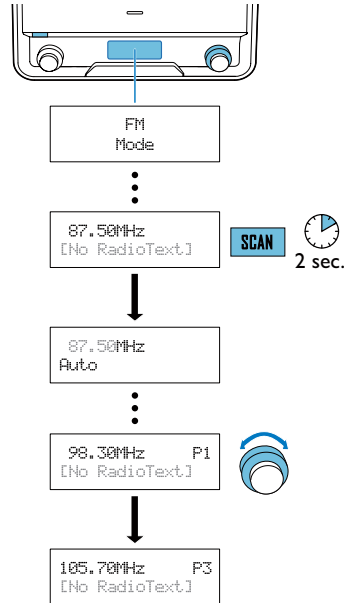 FM
Mode
87.50MHz
[No RadioText]
SCAN
2 sec.
87.50MHz
Auto
98.30MHz P1
[No RadioText]
105.70MHz P3
[No RadioText]